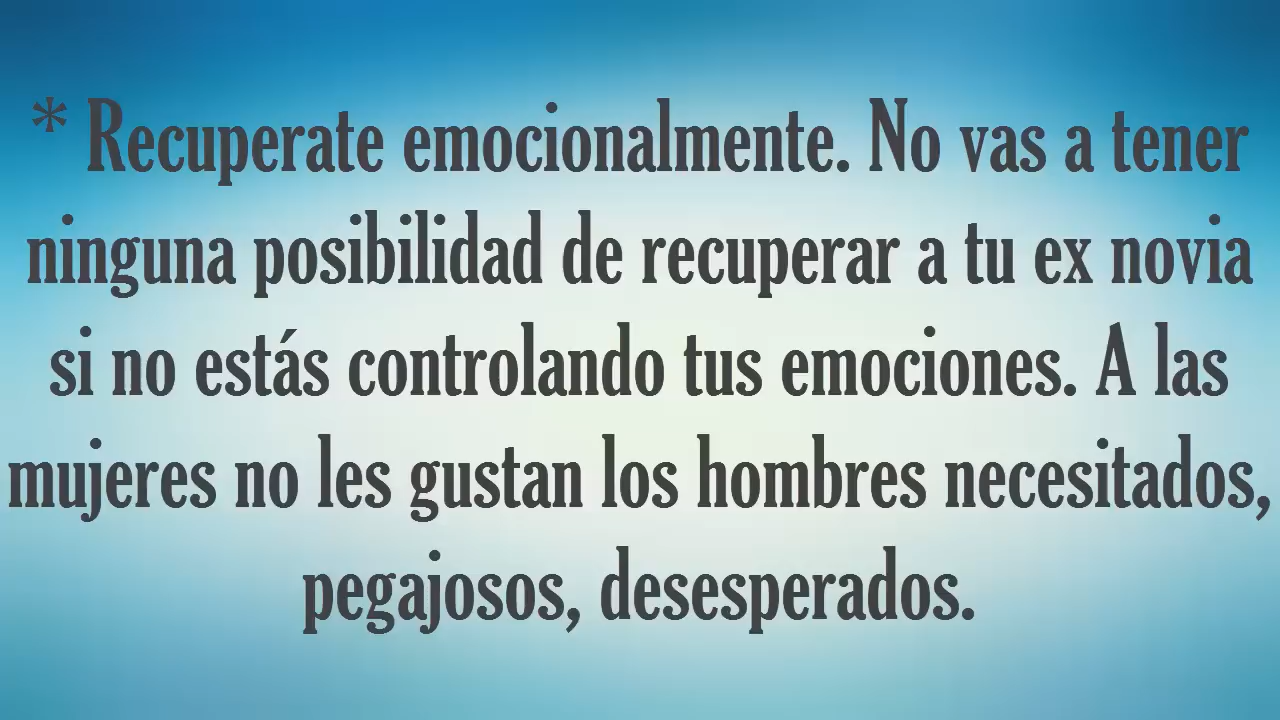 * Recuperate emocionalmente. No vas a tener
ninguna posibilidad de recuperar a tu ex novia
si no estás controlando tus emociones. A las
mujeres no les gustan los hombres necesitados,
pegajosos, desesperados.